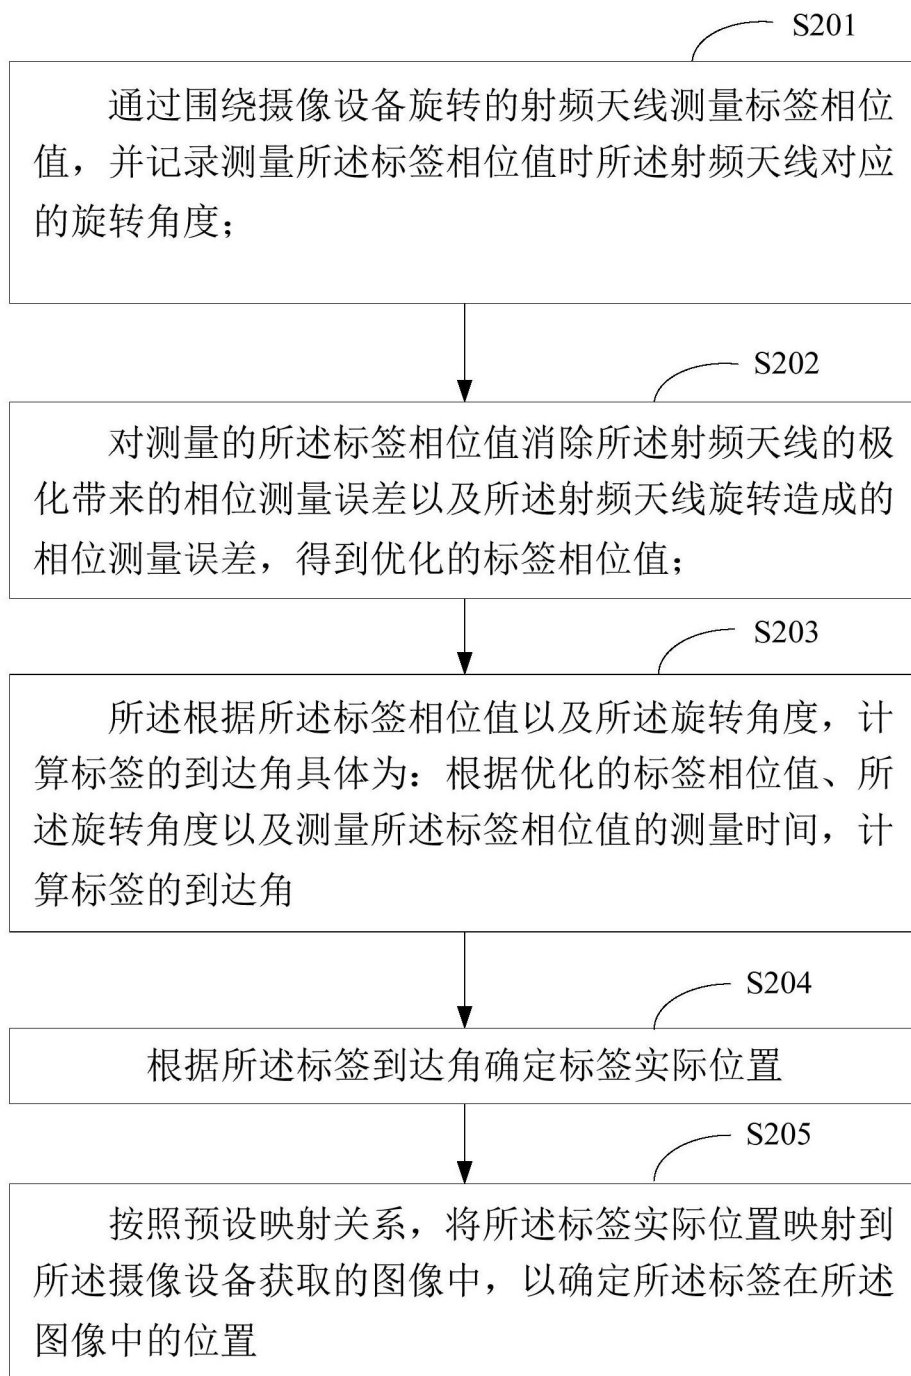 S201
通过围绕摄像设备旋转的射频天线测量标签相位
值，并记录测量所述标签相位值时所述射频天线对应
的旋转角度；
S202
对测量的所述标签相位值消除所述射频天线的极
化带来的相位测量误差以及所述射频天线旋转造成的
相位测量误差，得到优化的标签相位值；
S203
所述根据所述标签相位值以及所述旋转角度，计
算标签的到达角具体为：根据优化的标签相位值、所
述旋转角度以及测量所述标签相位值的测量时间，计
算标签的到达角
S204
根据所述标签到达角确定标签实际位置
S205
按照预设映射关系，将所述标签实际位置映射到
所述摄像设备获取的图像中，以确定所述标签在所述
图像中的位置